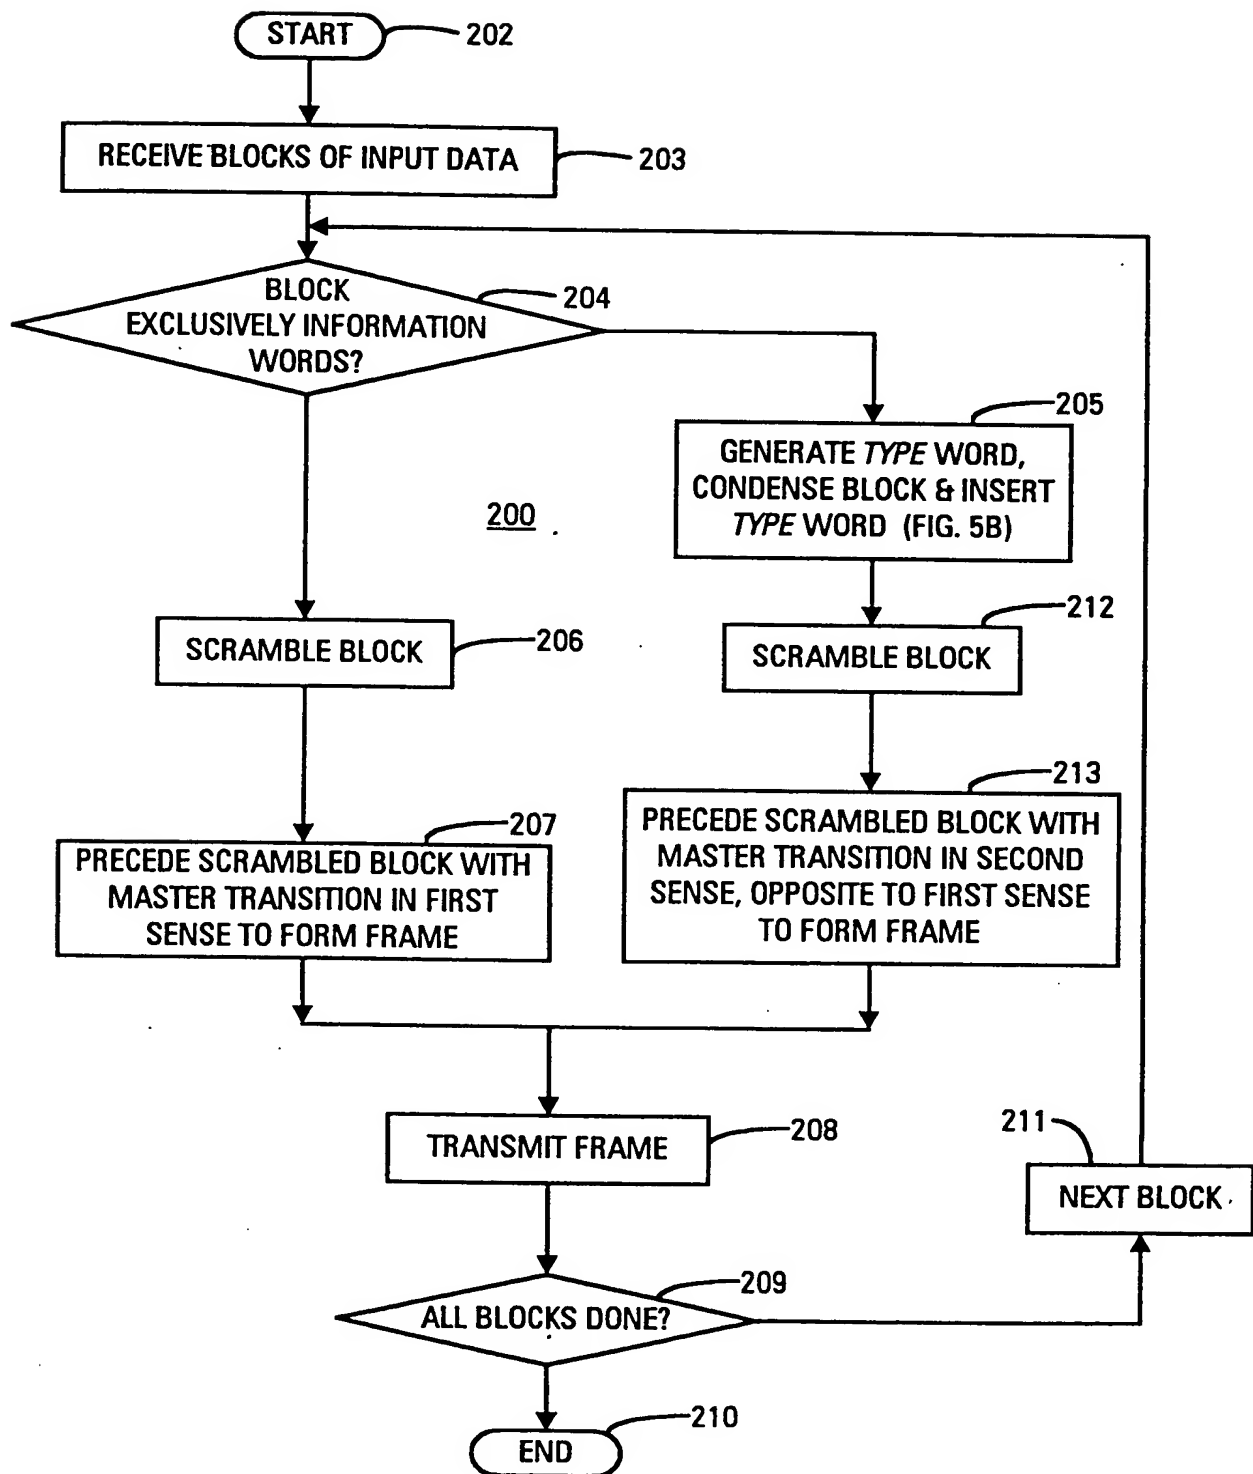 START
202
RECEIVE BLOCKS OF INPUT DATA
203
BLOCK
EXCLUSIVELY INFORMATION
WORDS?
204
205
GENERATE TYPE WORD,
CONDENSE BLOCK & INSERT
TYPE WORD (FIG. 5B)
200
SCRAMBLE BLOCK
206
212
SCRAMBLE BLOCK
207
PRECEDE SCRAMBLED BLOCK WITH
MASTER TRANSITION IN FIRST
SENSE TO FORM FRAME
213
PRECEDE SCRAMBLED BLOCK WITH
MASTER TRANSITION IN SECOND
SENSE, OPPOSITE TO FIRST SENSE
TO FORM FRAME
TRANSMIT FRAME
208
211
NEXT BLOCK
209
ALL BLOCKS DONE?
210
END